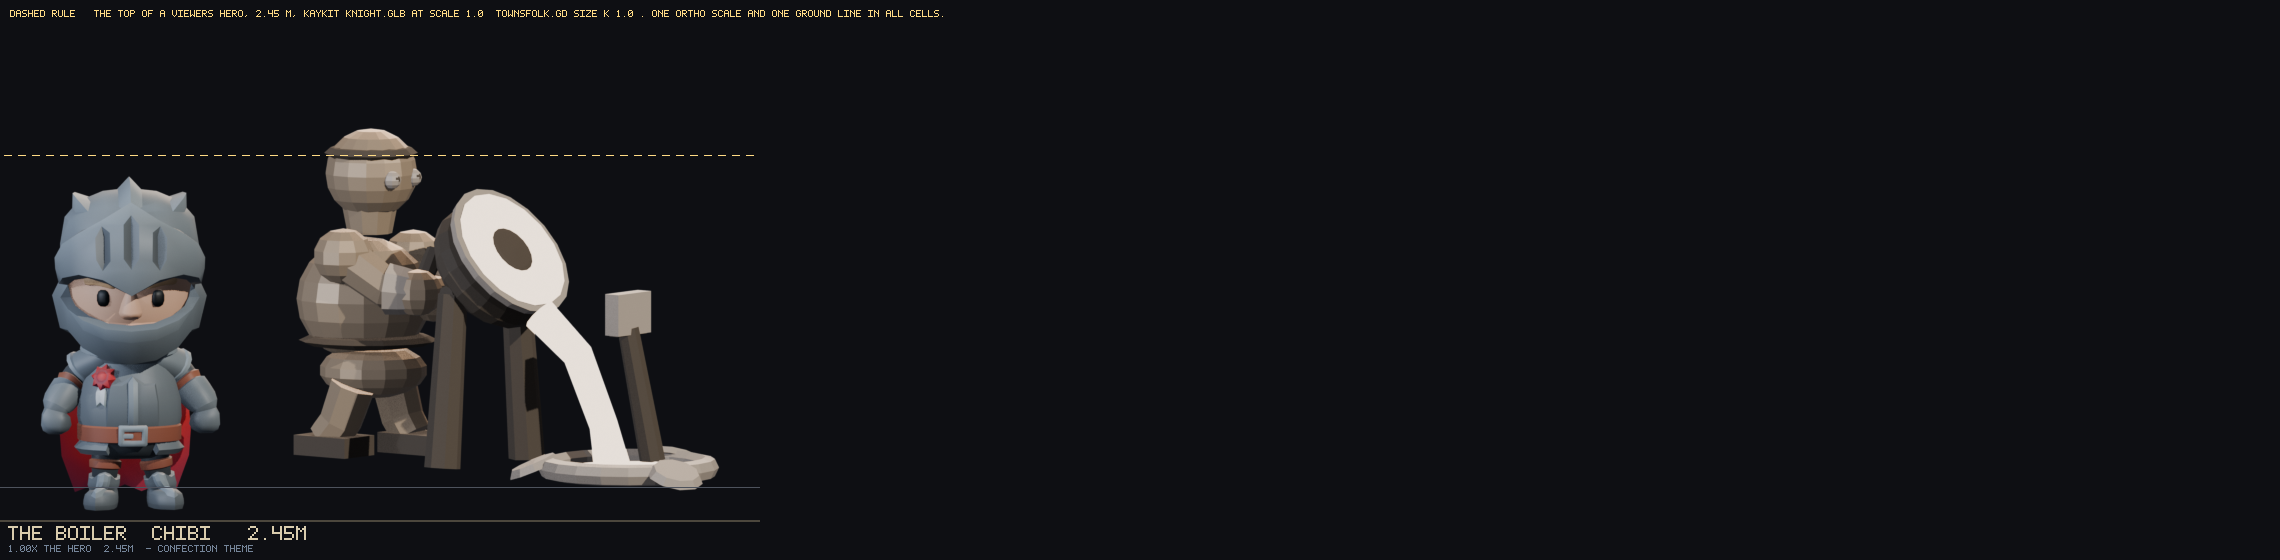 DASHED RULE   THE TOP OF A VIEWERS HERO, 2.45 M, KAYKIT KNIGHT.GLB AT SCALE 1.0  TOWNSFOLK.GD SIZE K 1.0 . ONE ORTHO SCALE AND ONE GROUND LINE IN ALL CELLS.
THE BOILER  CHIBI   2.45M
1.00X THE HERO  2.45M  - CONFECTION THEME